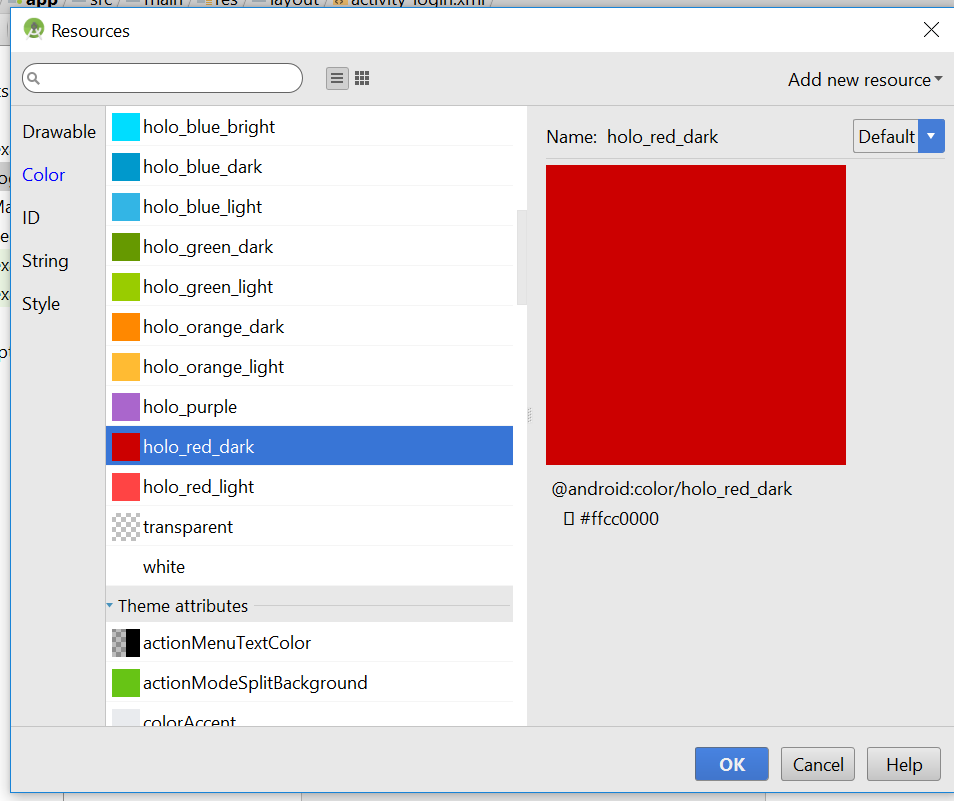 app src main res layout activity_login.xml
Resources
Add new resource
Drawable
Color
ID
String
Style
holo_blue_bright
holo_blue_dark
holo_blue_light
holo_green_dark
holo_green_light
holo_orange_dark
holo_orange_light
holo_purple
holo_red_dark
holo_red_light
transparent
white
Theme attributes
actionMenuTextColor
actionModeSplitBackground
colorAccent
Name: holo_red_dark
Default
@android:color/holo_red_dark
#ffcc0000
OK
Cancel
Help